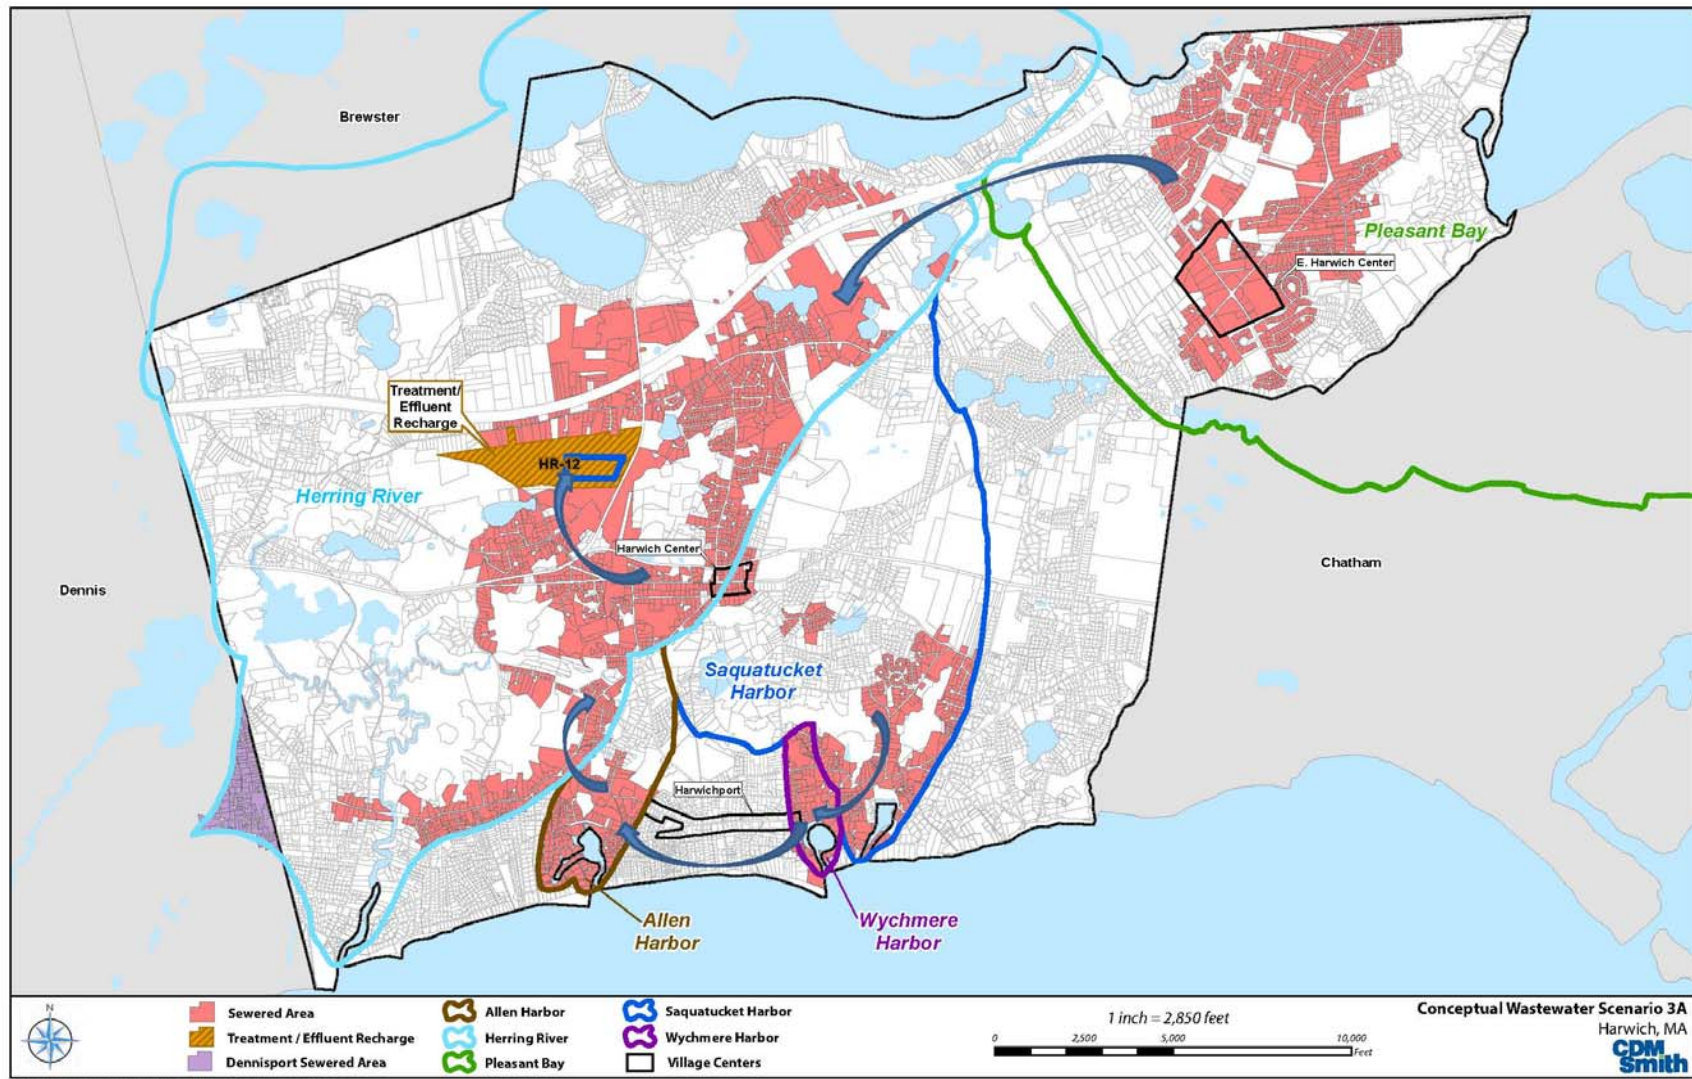 Brewster
Pleasant Bay
E. Harwich Center
Treatment/
Effluent
Recharge
HR-12
Herring River
Harwich Center
Chatham
Dennis
Saquatucket
Harbor
Harwichport
Allen
Harbor
Wychmere
Harbor
N
Sewered Area
Treatment / Effluent Recharge
Dennisport Sewered Area
Allen Harbor
Herring River
Pleasant Bay
Saquatucket Harbor
Wychmere Harbor
Village Centers
1 inch = 2,850 feet
0 2,500 5,000 10,000
Feet
Conceptual Wastewater Scenario 3A
Harwich, MA
CDM
Smith